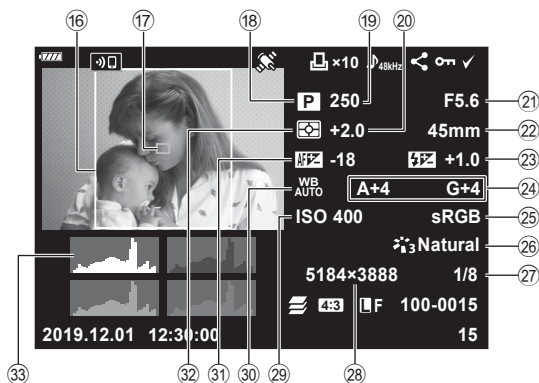 ⑯ ⑰ ⑱ ⑲ ⑳
×10 48kHz
P 250 F5.6 ㉑
+2.0 45mm ㉒
AF -18 +1.0 ㉓
WB AUTO A+4 G+4 ㉔
ISO 400 sRGB ㉕
3 Natural ㉖
5184×3888 1/8 ㉗
4:3 L F 100-0015
2019.12.01 12:30:00 15
㉝ ㉜ ㉛ ㉚ ㉙ ㉘